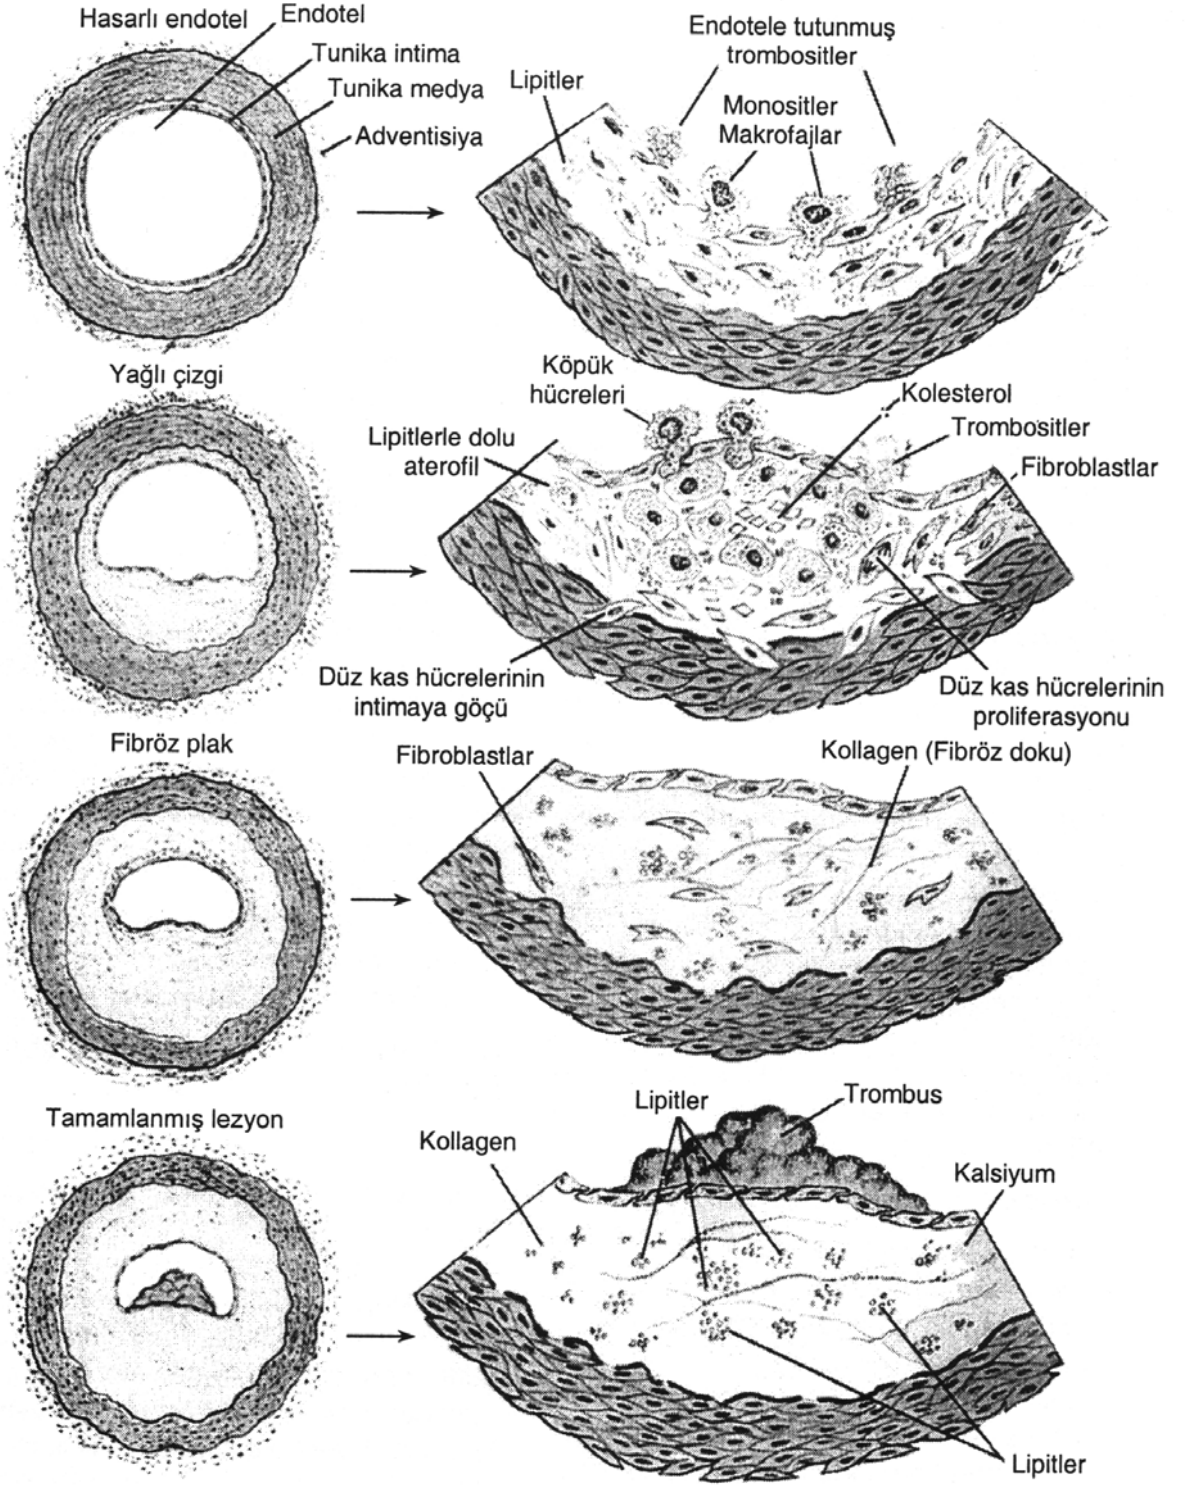 Hasarlı endotel
Endotel
Tunika intima
Tunika medya
Adventisiya
Lipitler
Endotele tutunmuş
trombositler
Monositler
Makrofajlar
Yağlı çizgi
Köpük
hücreleri
Lipitlerle dolu
aterofil
Kolesterol
Trombositler
Fibroblastlar
Düz kas hücrelerinin
intimaya göçü
Düz kas hücrelerinin
proliferasyonu
Fibröz plak
Fibroblastlar
Kollagen (Fibröz doku)
Tamamlanmış lezyon
Kollagen
Lipitler
Trombus
Kalsiyum
Lipitler